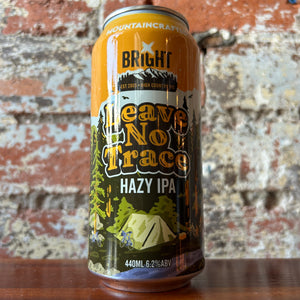 MOUNTAINCRAFT
BRIGHT
Leave
No
Trace
HAZY IPA
440ML 6.2%ABV